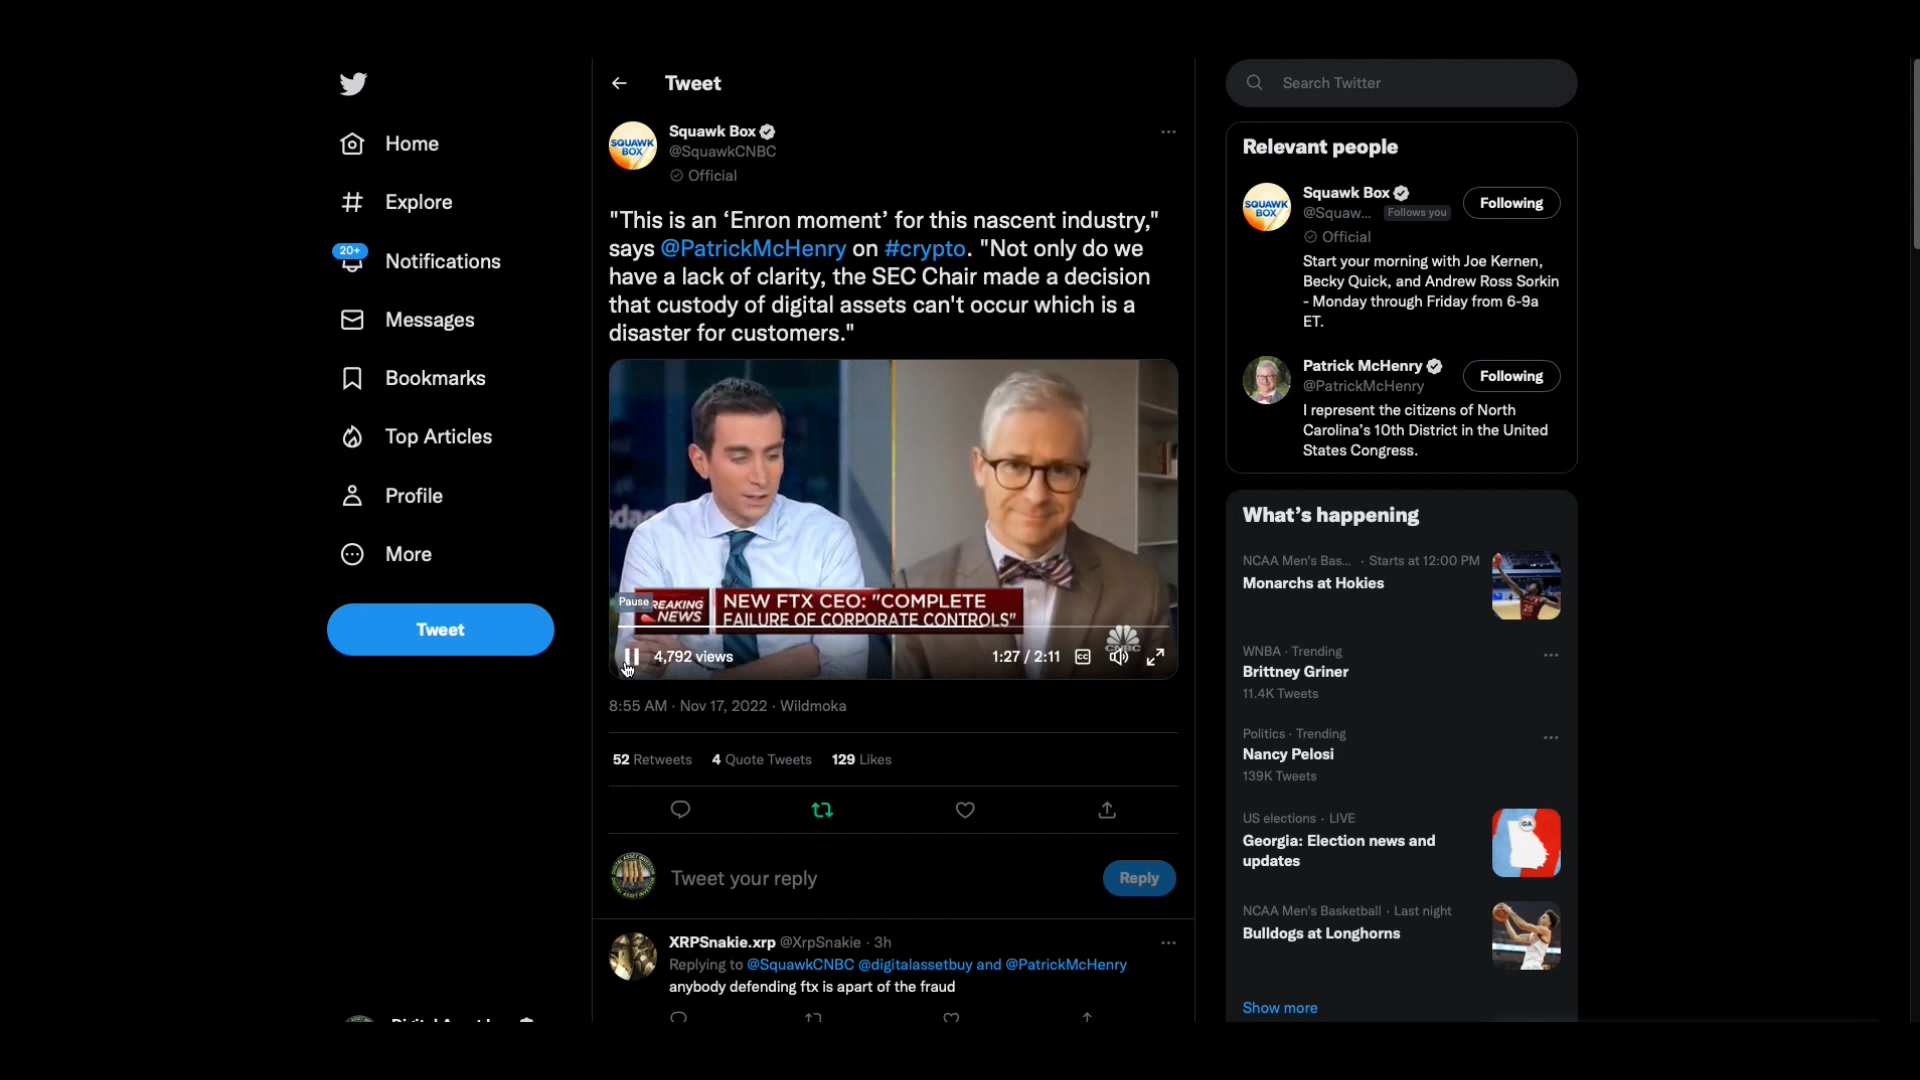 Home
Explore
20+
Notifications
Messages
Bookmarks
Top Articles
Profile
More
Tweet
Tweet
SQUAWK
BOX
Squawk Box
@SquawkCNBC
Official
"This is an ‘Enron moment’ for this nascent industry,"
says @PatrickMcHenry on #crypto. "Not only do we
have a lack of clarity, the SEC Chair made a decision
that custody of digital assets can't occur which is a
disaster for customers."
Pause
NEWS
NEW FTX CEO: "COMPLETE
FAILURE OF CORPORATE CONTROLS"
4,792 views
1:27 / 2:11
CC
CNBC
8:55 AM · Nov 17, 2022 · Wildmoka
52 Retweets 4 Quote Tweets 129 Likes
Tweet your reply
Reply
XRPSnakie.xrp @XrpSnakie · 3h
Replying to @SquawkCNBC @digitalassetbuy and @PatrickMcHenry
anybody defending ftx is apart of the fraud
Search Twitter
Relevant people
SQUAWK
BOX
Squawk Box
@Squaw... Follows you
Following
Official
Start your morning with Joe Kernen,
Becky Quick, and Andrew Ross Sorkin
- Monday through Friday from 6-9a
ET.
Patrick McHenry
@PatrickMcHenry
Following
I represent the citizens of North
Carolina’s 10th District in the United
States Congress.
What’s happening
NCAA Men's Bas... · Starts at 12:00 PM
Monarchs at Hokies
WNBA · Trending
Brittney Griner
11.4K Tweets
Politics · Trending
Nancy Pelosi
139K Tweets
US elections · LIVE
Georgia: Election news and
updates
GA
NCAA Men's Basketball · Last night
Bulldogs at Longhorns
Show more